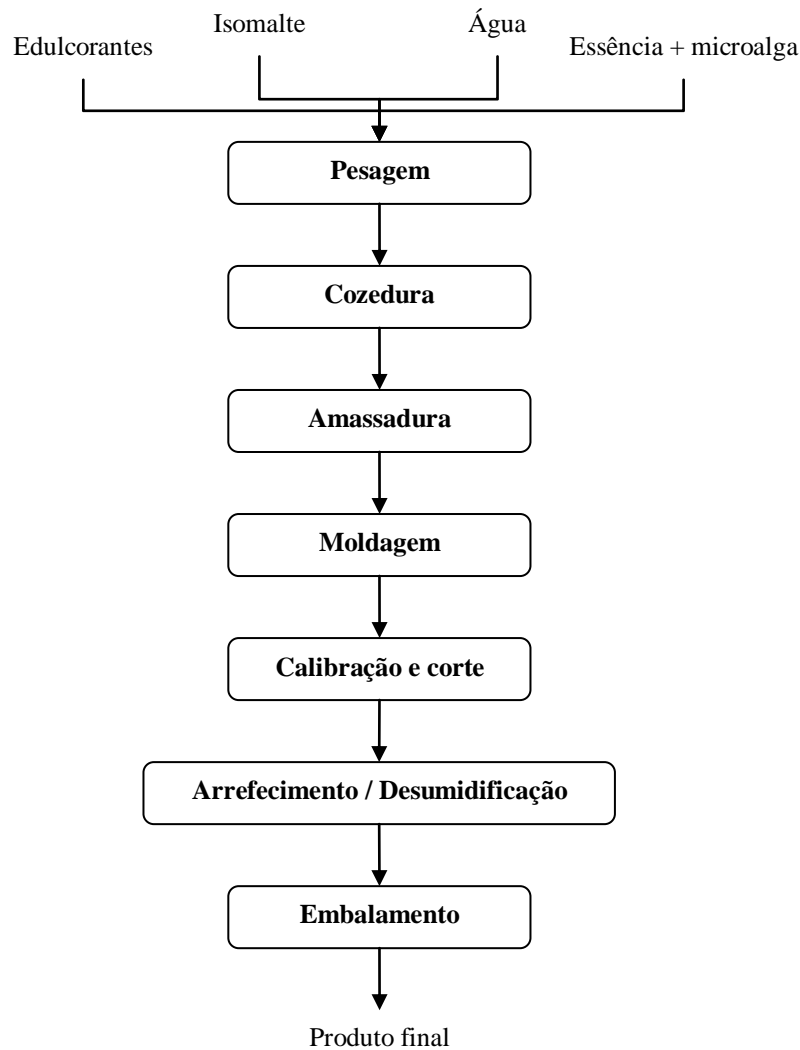 Isomalte
Água
Edulcorantes
Essência + microalga
Pesagem
Cozedura
Amassadura
Moldagem
Calibração e corte
Arrefecimento / Desumidificação
Embalamento
Produto final